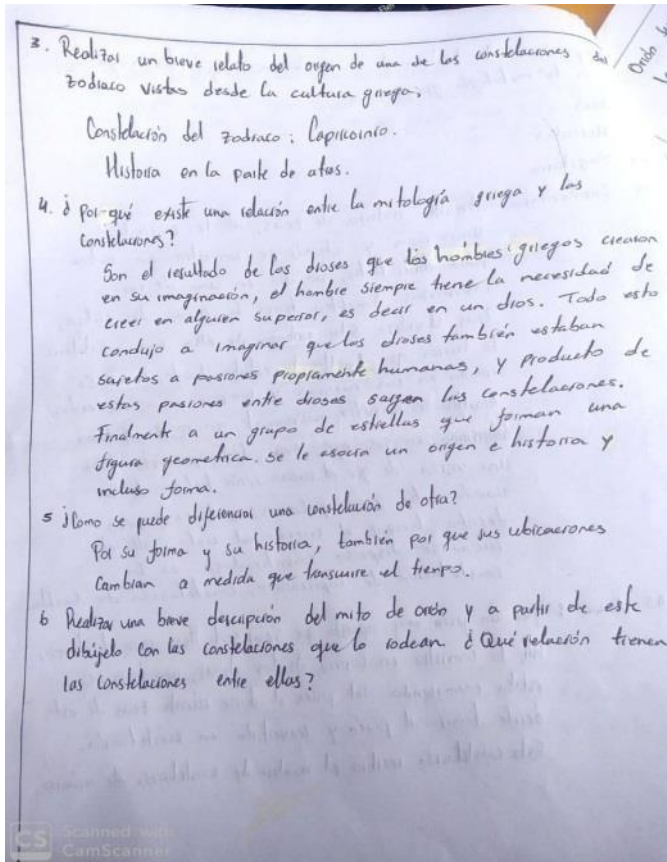 3. Realizar un breve relato del origen de una de las constelaciones del
zodiaco vistas desde la cultura griega.
Constelación del zodiaco: Capricornio.
Historia en la parte de atras.
4. ¿Por qué existe una relación entre la mitología griega y las
constelaciones?
Son el resultado de los dioses que los hombres griegos crearon
en su imaginación, el hombre siempre tiene la necesidad de
creer en alguien superior, es decir en un dios. Todo esto
condujo a imaginar que los dioses también estaban
sujetos a pasiones propiamente humanas, y producto de
estas pasiones entre dioses surgen las constelaciones.
Finalmente a un grupo de estrellas que forman una
figura geometrica se le asocia un origen e historia y
incluso forma.
5 ¿Como se puede diferenciar una constelación de otra?
Por su forma y su historia, también por que sus ubicaciones
cambian a medida que transcurre el tiempo.
6 Realizar una breve descripción del mito de orión y a partir de este
dibújelo con las constelaciones que lo rodean ¿Qué relación tienen
las constelaciones entre ellas?
CS Scanned with
CamScanner